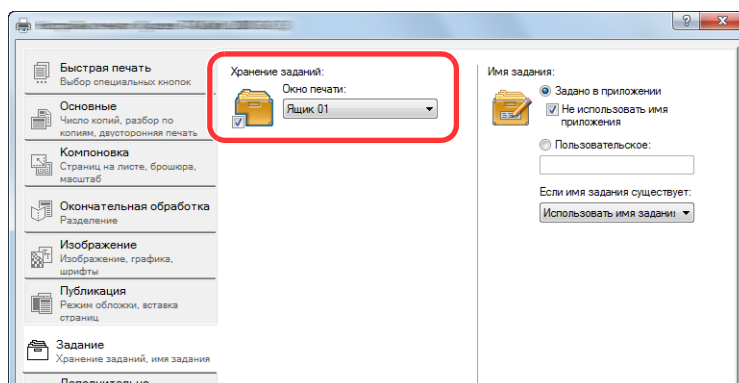 Быстрая печать
Выбор специальных кнопок
Основные
Число копий, разбор по
копиям, двусторонняя печать
Компоновка
Страниц на листе, брошюра,
масштаб
Окончательная обработка
Разделение
Изображение
Изображение, графика,
шрифты
Публикация
Режим обложки, вставка
страниц
Задание
Хранение заданий, имя задания
Дополнительно
Хранение заданий:
Окно печати:
Ящик 01
Имя задания:
Задано в приложении
Не использовать имя
приложения
Пользовательское:
Если имя задания существует:
Использовать имя задани